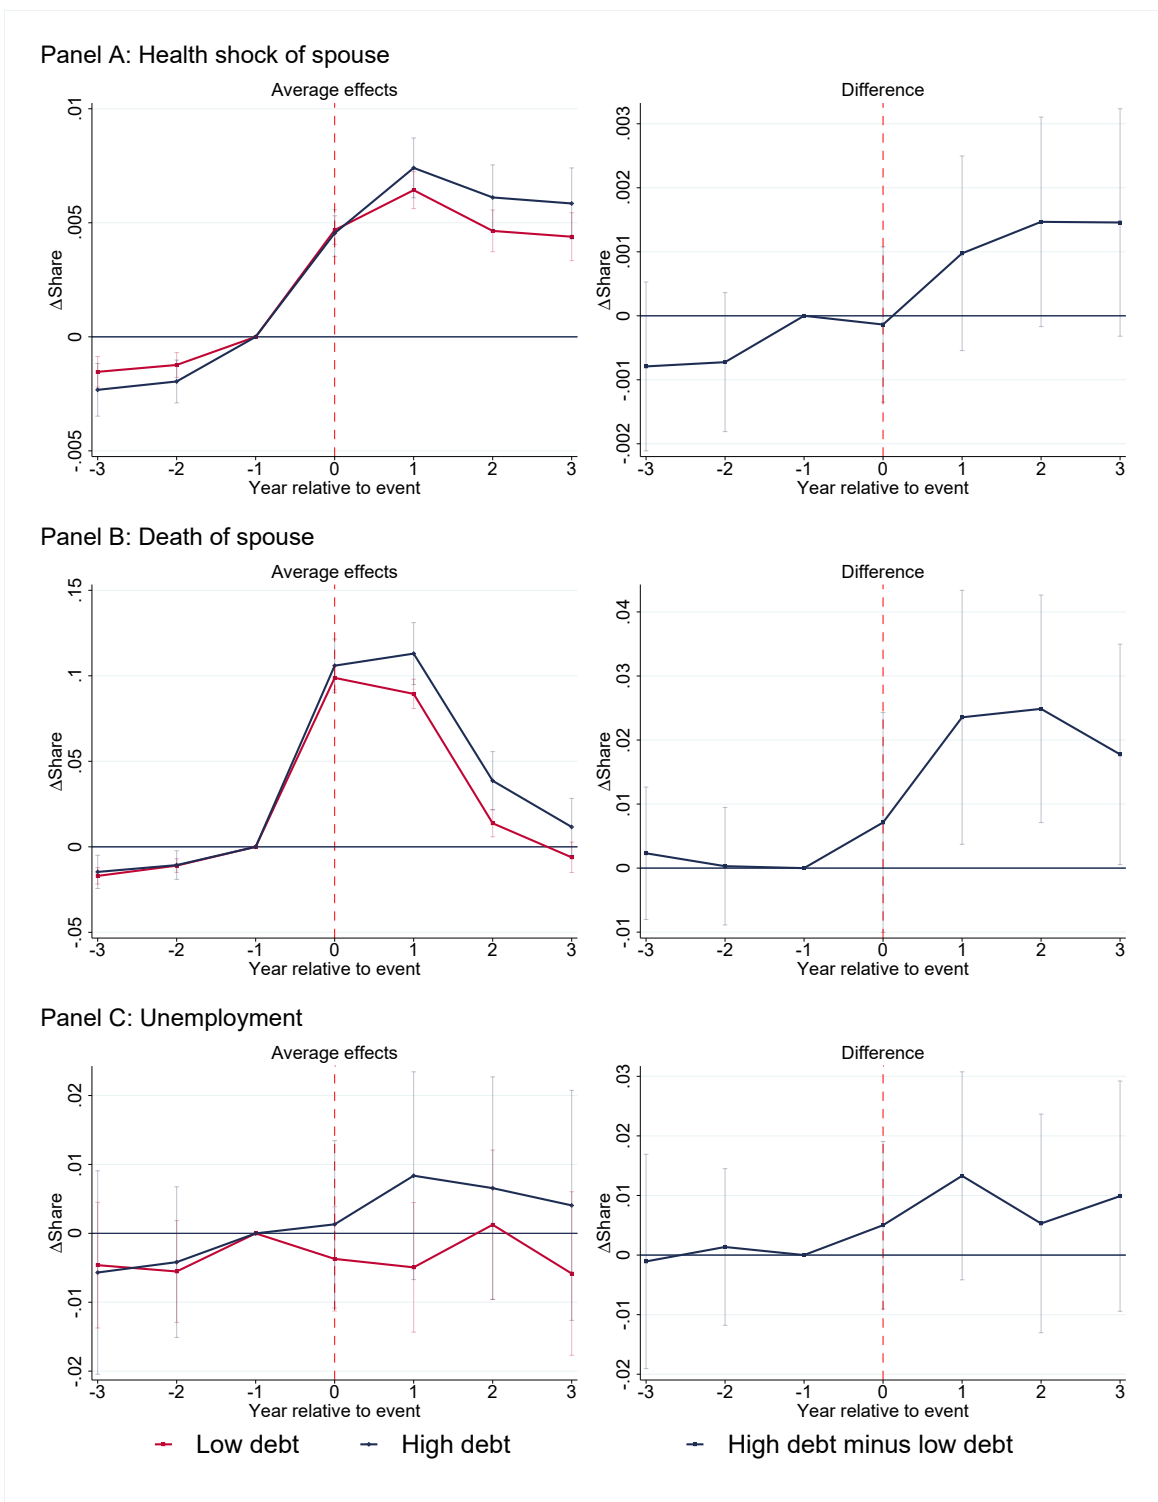 Panel A: Health shock of spouse
Average effects
.01
.005
0
-.005
ΔShare
-3 -2 -1 0 1 2 3
Year relative to event
Difference
.003
.002
.001
0
-.001
-.002
ΔShare
-3 -2 -1 0 1 2 3
Year relative to event
Panel B: Death of spouse
Average effects
.15
.1
.05
0
-.05
ΔShare
-3 -2 -1 0 1 2 3
Year relative to event
Difference
.04
.03
.02
.01
0
-.01
ΔShare
-3 -2 -1 0 1 2 3
Year relative to event
Panel C: Unemployment
Average effects
.02
.01
0
-.01
-.02
ΔShare
-3 -2 -1 0 1 2 3
Year relative to event
Difference
.03
.02
.01
0
-.01
-.02
ΔShare
-3 -2 -1 0 1 2 3
Year relative to event
Low debt High debt High debt minus low debt